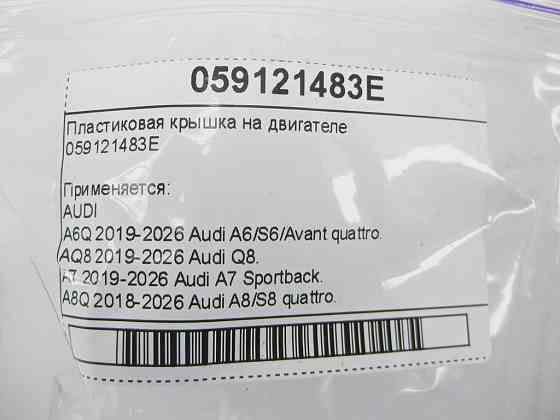 059121483E
Пластиковая крышка на двигателе
059121483E
Применяется:
AUDI
A6Q 2019-2026 Audi A6/S6/Avant quattro.
AQ8 2019-2026 Audi Q8.
A7 2019-2026 Audi A7 Sportback.
A8Q 2018-2026 Audi A8/S8 quattro.